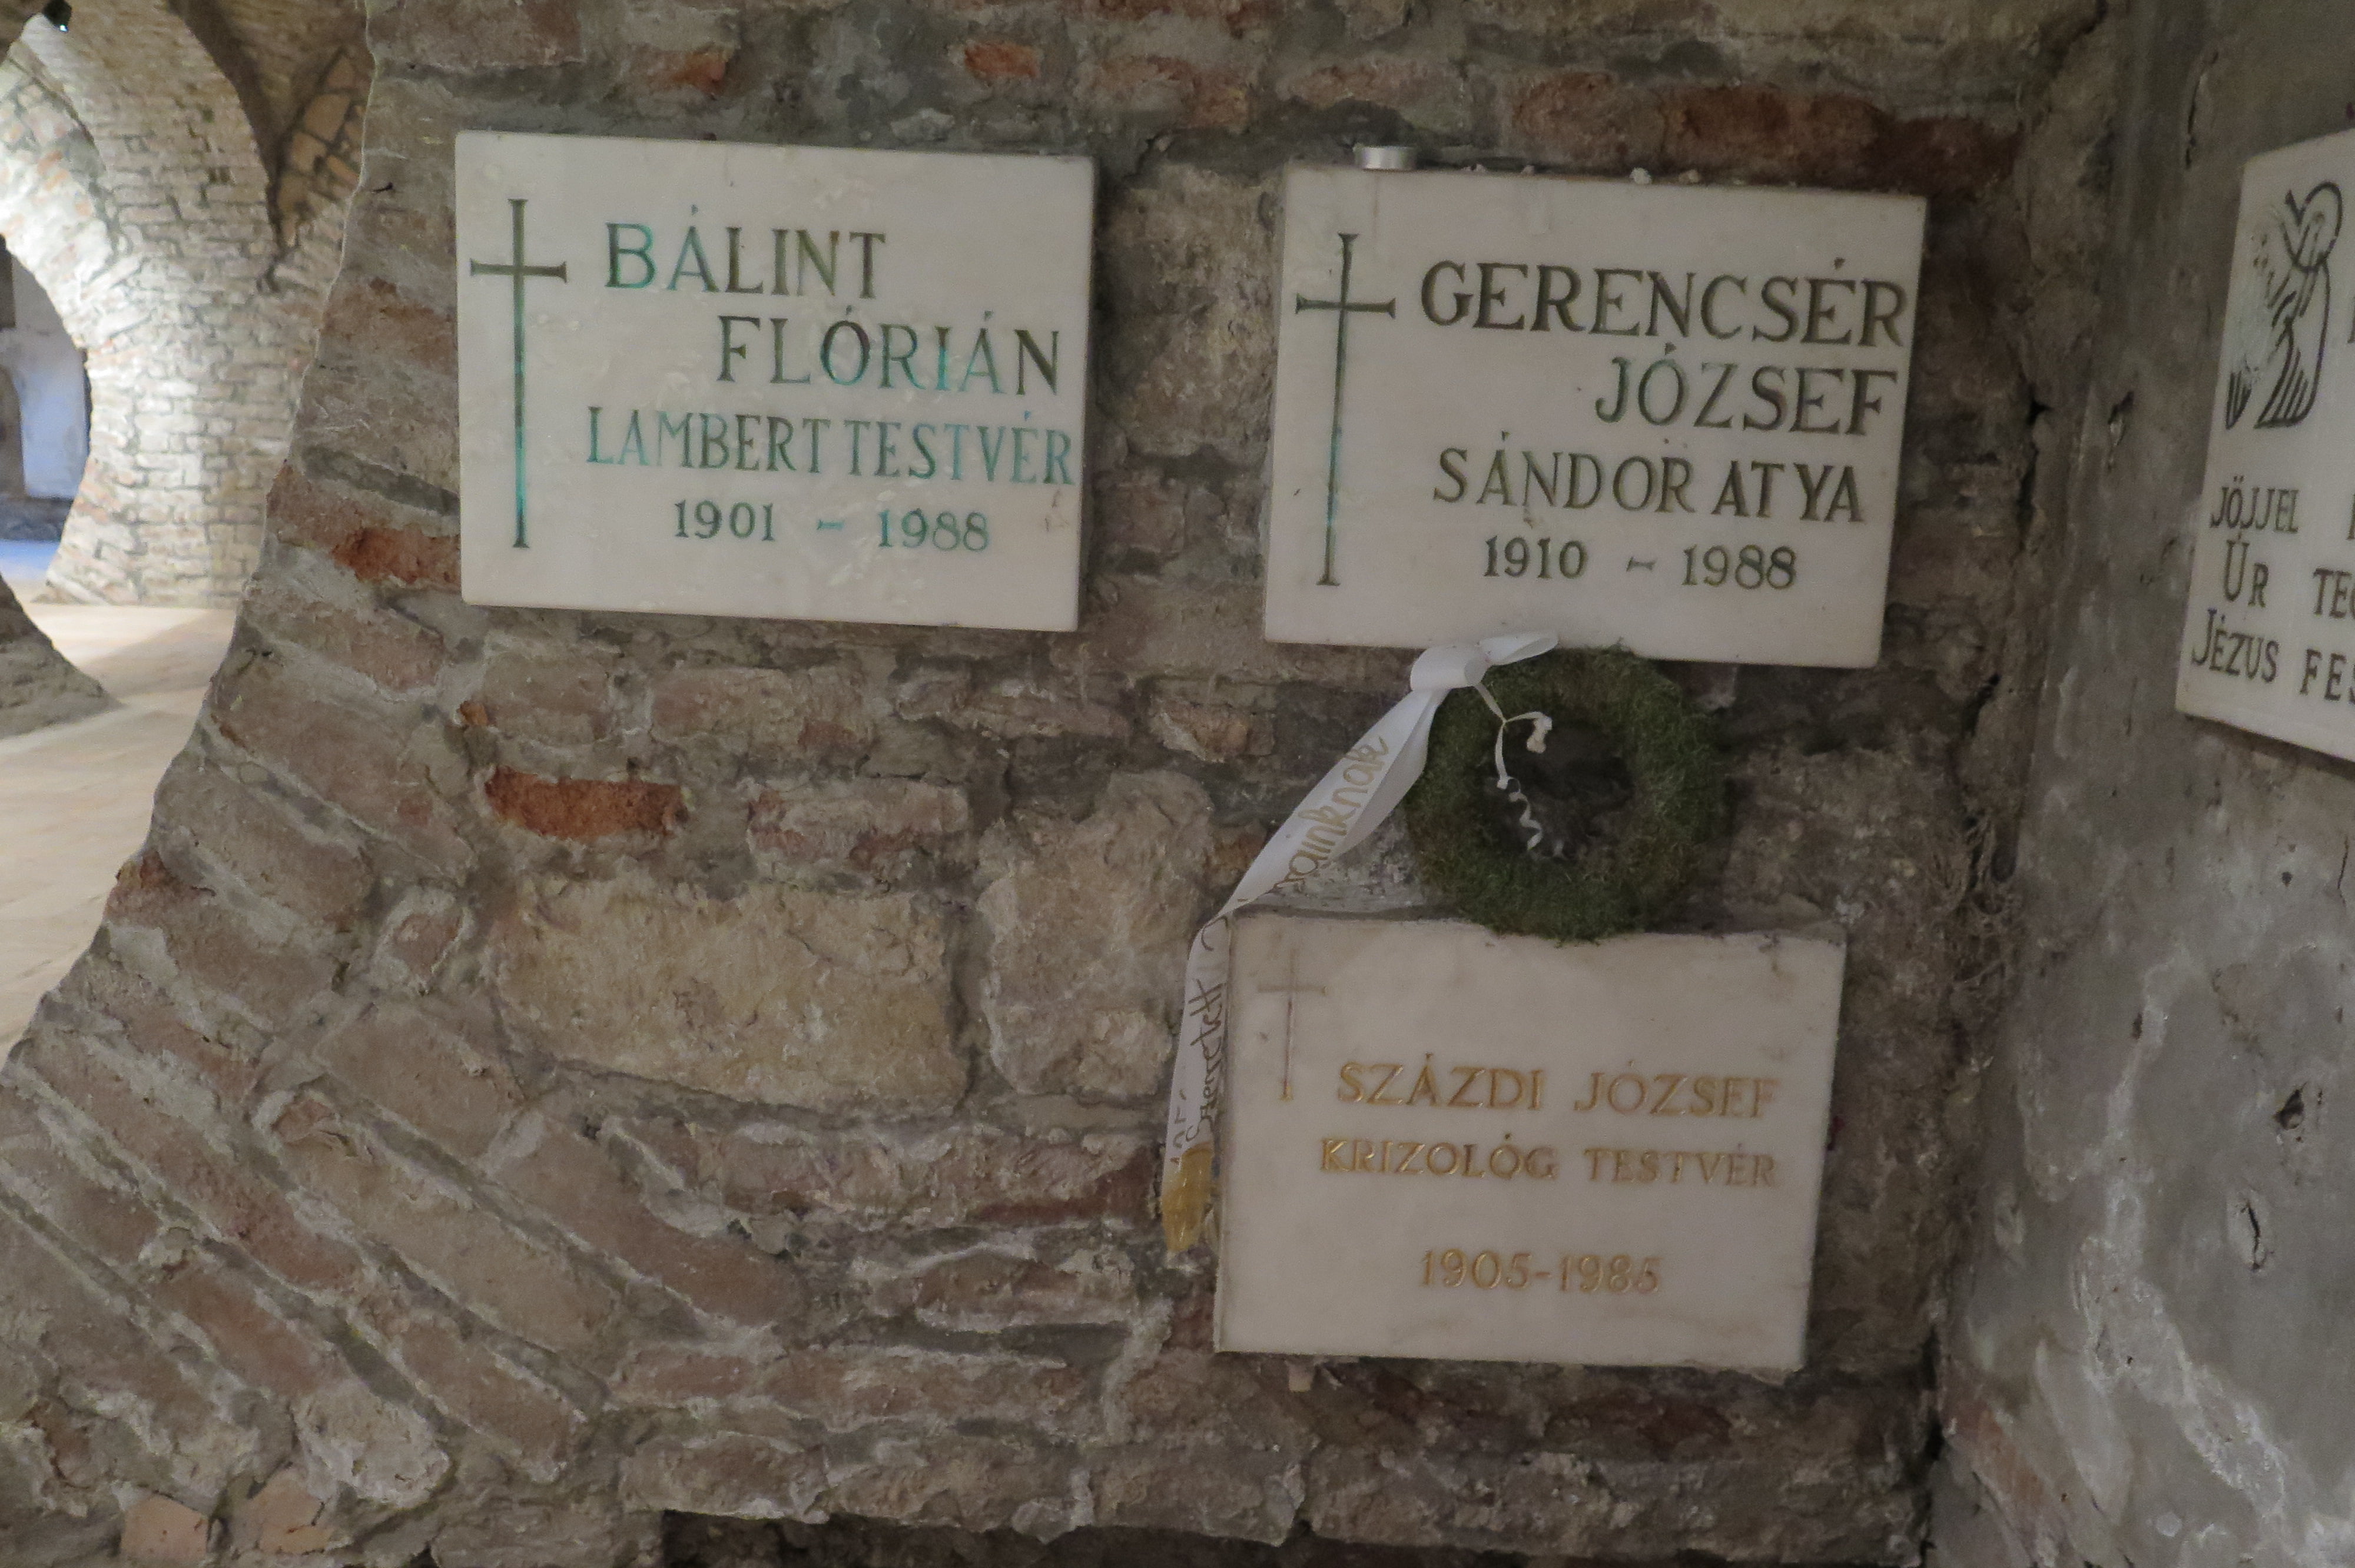 BÁLINT
FLÓRIÁN
LAMBERT TESTVÉR
1901 - 1988
GERENCSÉR
JÓZSEF
SÁNDOR ATYA
1910 - 1988
Szeretett
SZÁZDI JÓZSEF
KRIZOLÓG TESTVÉR
1905-1985
JÖJJEL
ÚR
JÉZUS